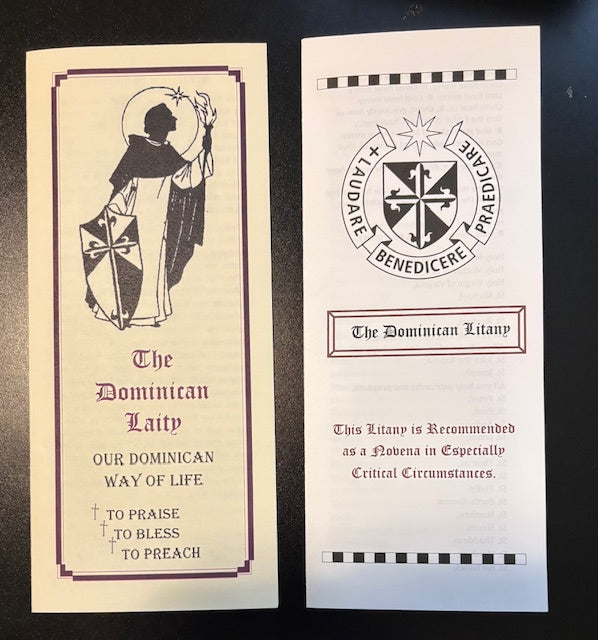 The
Dominican
Laity
OUR DOMINICAN
WAY OF LIFE
† TO PRAISE
† TO BLESS
† TO PREACH
+ LAUDARE
BENEDICERE
PRAEDICARE
The Dominican Litany
This Litany is Recommended
as a Novena in Especially
Critical Circumstances.